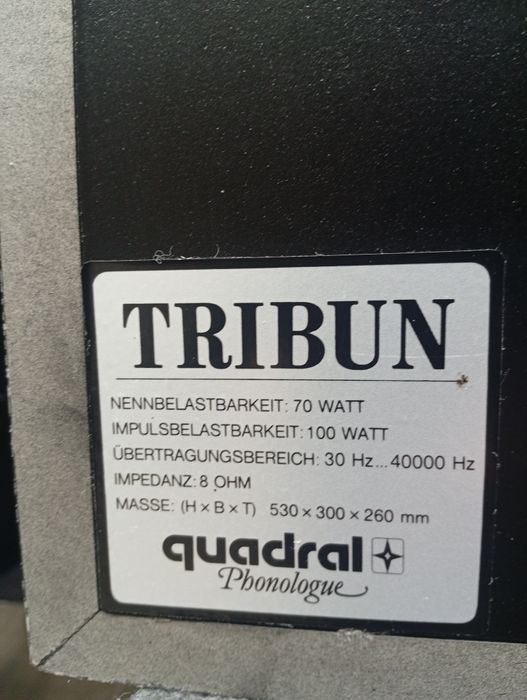 TRIBUN
NENNBELASTBARKEIT: 70 WATT
IMPULSBELASTBARKEIT: 100 WATT
ÜBERTRAGUNGSBEREICH: 30 Hz...40000 Hz
IMPEDANZ: 8 OHM
MASSE: (H × B × T) 530 × 300 × 260 mm
quadral
Phonologue